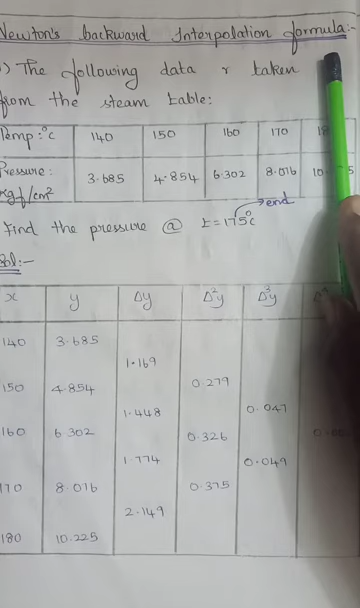 Newton's backward Interpolation formula:-
) The following data r taken
from the steam table:
Temp:°c 140 150 160 170 18
Pressure: kgf/cm² 3.685 4.854 6.302 8.076 10. 5
→end
Find the pressure @ t=175°c
Sol:-
x y Δy Δ²y Δ³y
140 3.685
1.169
150 4.854 0.279
1.448 0.047
160 6.302 0.326
1.774 0.049
170 8.076 0.375
2.149
180 10.225